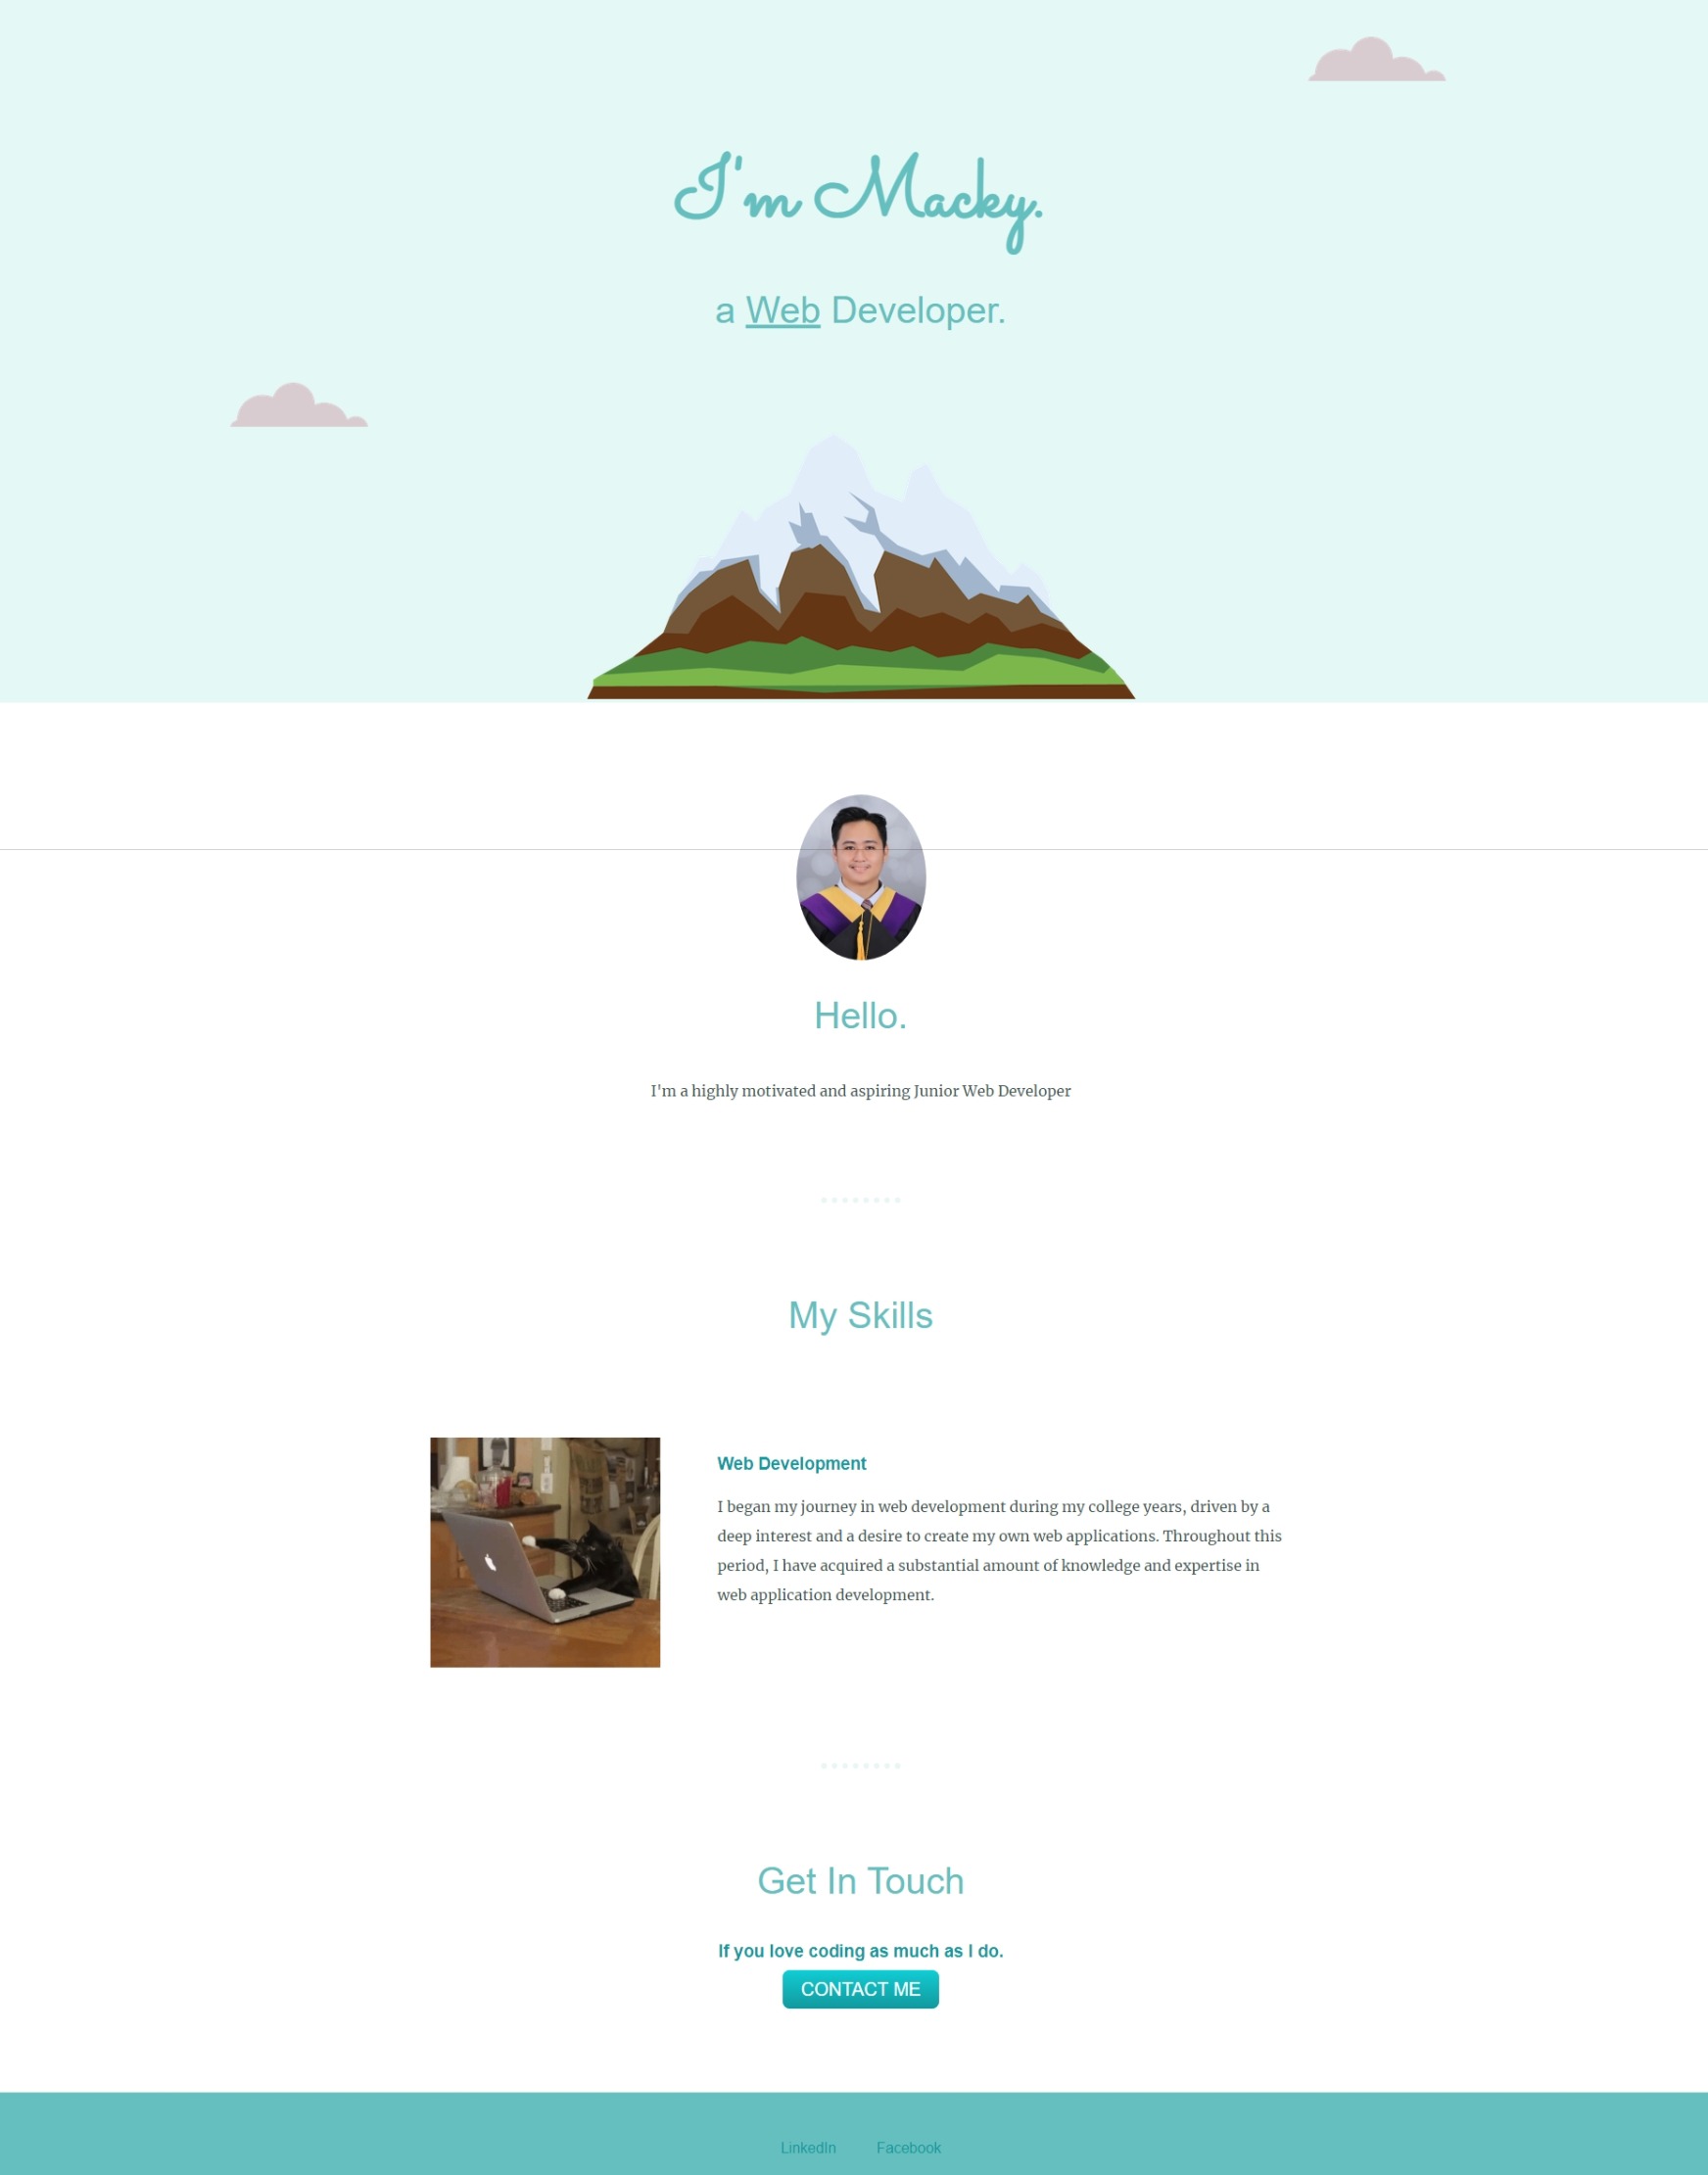 I'm Macky.
a Web Developer.
Hello.
I'm a highly motivated and aspiring Junior Web Developer
My Skills
Web Development
I began my journey in web development during my college years, driven by a
deep interest and a desire to create my own web applications. Throughout this
period, I have acquired a substantial amount of knowledge and expertise in
web application development.
Get In Touch
If you love coding as much as I do.
CONTACT ME
LinkedIn Facebook